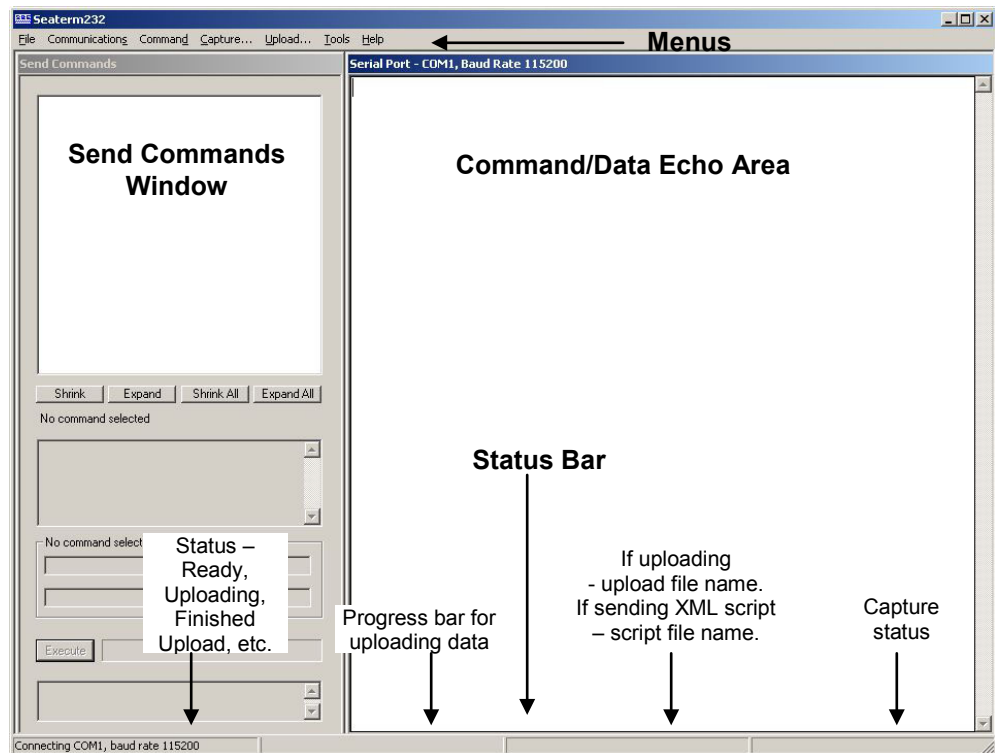 Seaterm232
File Communications Command Capture... Upload... Tools Help
Menus
Send Commands
Serial Port - COM1, Baud Rate 115200
Send Commands
Window
Command/Data Echo Area
Shrink Expand Shrink All Expand All
No command selected
Status Bar
No command selec
Status –
Ready,
Uploading,
Finished
Upload, etc.
Progress bar for
uploading data
If uploading
- upload file name.
If sending XML script
– script file name.
Capture
status
Execute
Connecting COM1, baud rate 115200